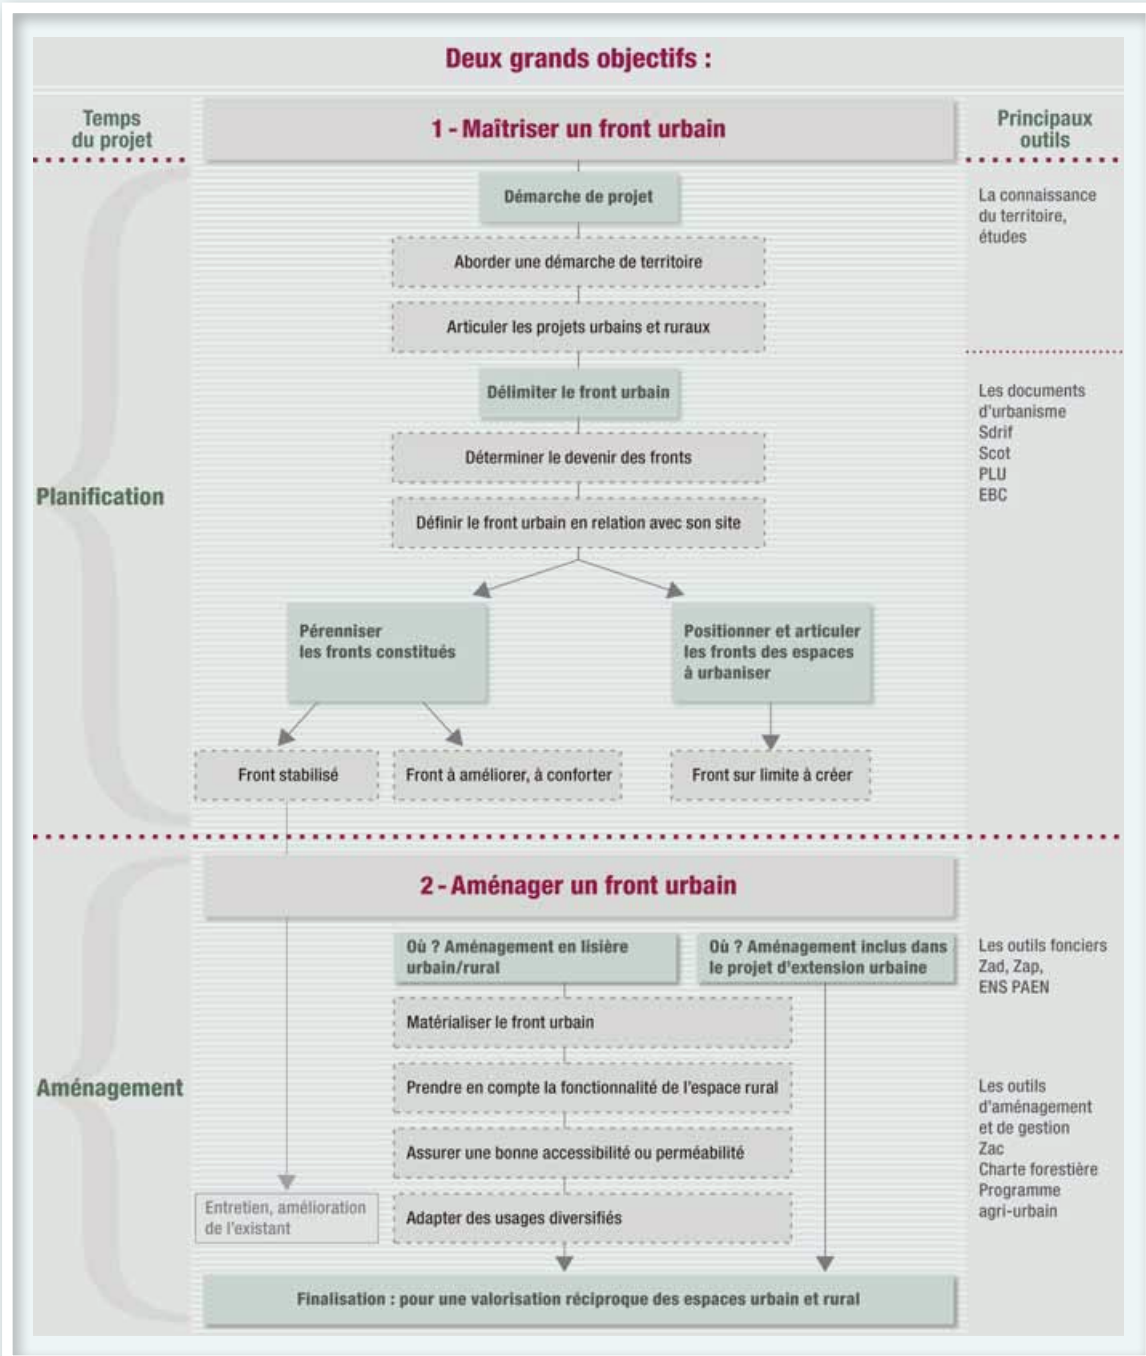 Deux grands objectifs :
Temps
du projet
1 - Maîtriser un front urbain
Principaux
outils
Démarche de projet
La connaissance
du territoire,
études
Aborder une démarche de territoire
Articuler les projets urbains et ruraux
Délimiter le front urbain
Les documents
d'urbanisme
Sdrif
Scot
PLU
EBC
Déterminer le devenir des fronts
Planification
Définir le front urbain en relation avec son site
Pérenniser
les fronts constitués
Positionner et articuler
les fronts des espaces
à urbaniser
Front stabilisé
Front à améliorer, à conforter
Front sur limite à créer
2 - Aménager un front urbain
Où ? Aménagement en lisière
urbain/rural
Où ? Aménagement inclus dans
le projet d'extension urbaine
Les outils fonciers
Zad, Zap,
ENS PAEN
Matérialiser le front urbain
Aménagement
Prendre en compte la fonctionnalité de l'espace rural
Les outils
d'aménagement
et de gestion
Zac
Charte forestière
Programme
agri-urbain
Assurer une bonne accessibilité ou perméabilité
Entretien, amélioration
de l'existant
Adapter des usages diversifiés
Finalisation : pour une valorisation réciproque des espaces urbain et rural